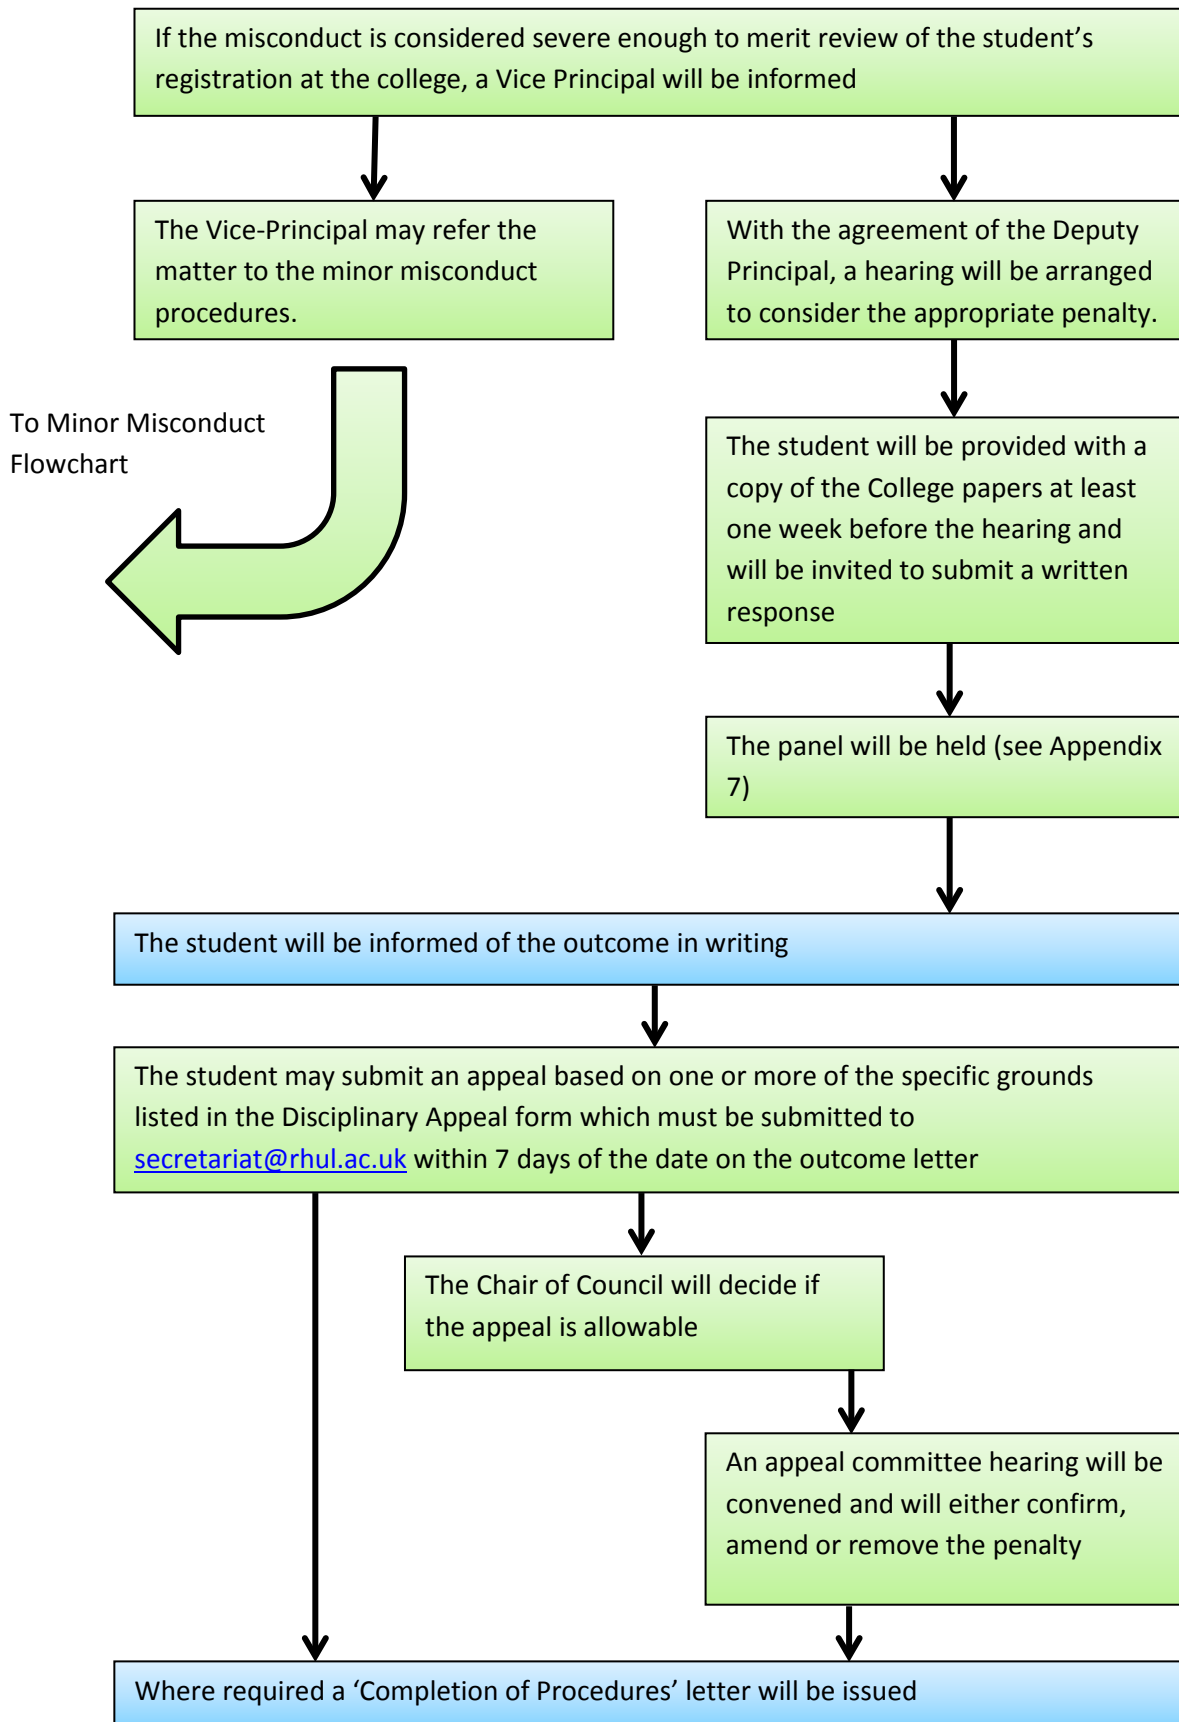 If the misconduct is considered severe enough to merit review of the student’s
registration at the college, a Vice Principal will be informed
The Vice-Principal may refer the
matter to the minor misconduct
procedures.
With the agreement of the Deputy
Principal, a hearing will be arranged
to consider the appropriate penalty.
To Minor Misconduct
Flowchart
The student will be provided with a
copy of the College papers at least
one week before the hearing and
will be invited to submit a written
response
The panel will be held (see Appendix
7)
The student will be informed of the outcome in writing
The student may submit an appeal based on one or more of the specific grounds
listed in the Disciplinary Appeal form which must be submitted to
secretariat@rhul.ac.uk within 7 days of the date on the outcome letter
The Chair of Council will decide if
the appeal is allowable
An appeal committee hearing will be
convened and will either confirm,
amend or remove the penalty
Where required a ‘Completion of Procedures’ letter will be issued